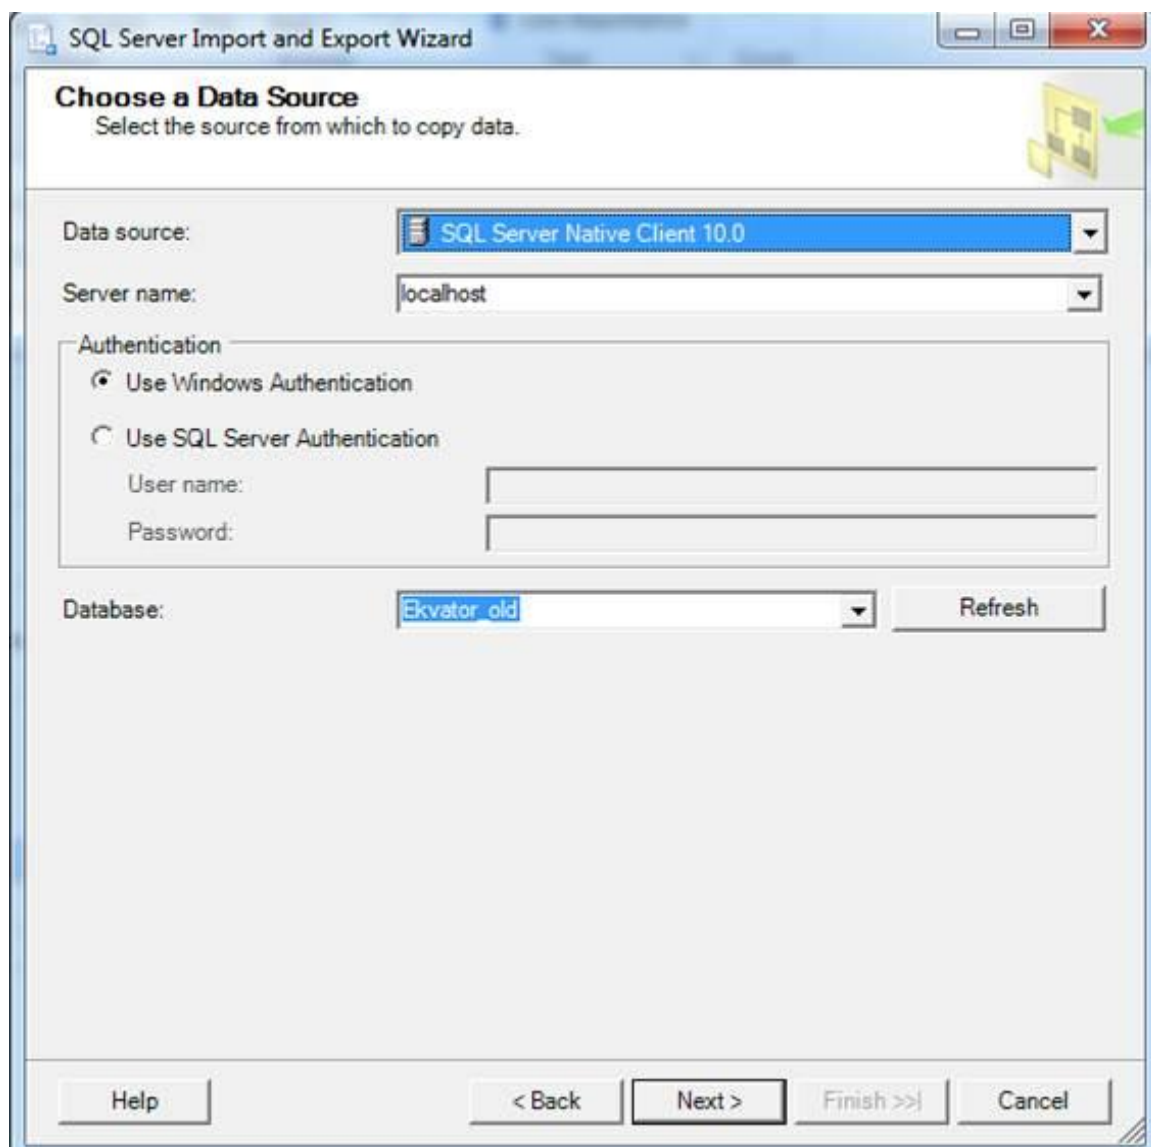 SQL Server Import and Export Wizard
Choose a Data Source
Select the source from which to copy data.
Data source: SQL Server Native Client 10.0
Server name: localhost
Authentication
Use Windows Authentication
Use SQL Server Authentication
User name:
Password:
Database: Ekvator_old Refresh
Help < Back Next > Finish >>| Cancel